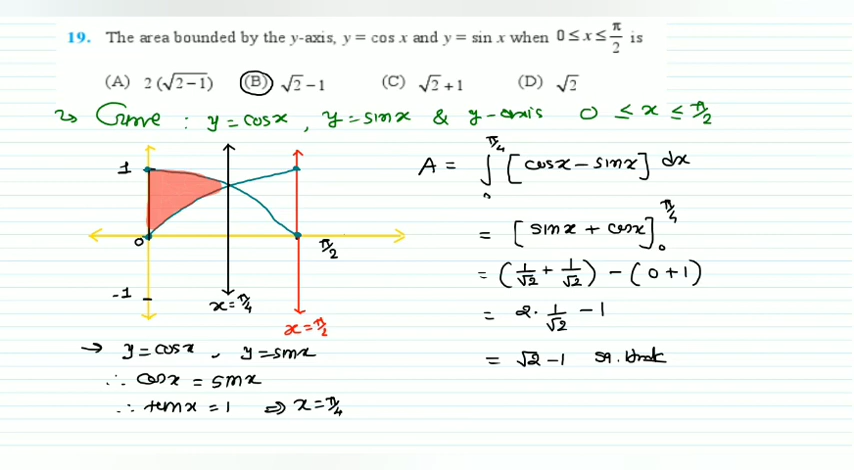 19. The area bounded by the y-axis, y = cos x and y = sin x when 0 ≤ x ≤ π/2 is
(A) 2 (√2−1) (B) √2 −1 (C) √2 +1 (D) √2
Curve : y = cosx , y = sinx & y-axis 0 ≤ x ≤ π/2
1
0
π/2
-1
x = π/4
x = π/2
→ y = cosx , y = sinx
∴ cosx = sinx
∴ tanx = 1 ⇒ x = π/4
A = ∫₀^π/4 [cosx − sinx] dx
= [sinx + cosx]₀^π/4
= (1/√2 + 1/√2) − (0+1)
= 2 · 1/√2 − 1
= √2 −1 sq. unit